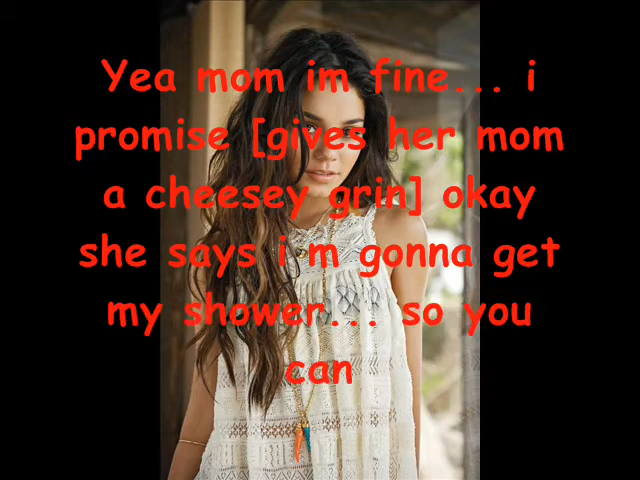 Yea mom im fine... i
promise [gives her mom
a cheesey grin] okay
she says i m gonna get
my shower... so you
can